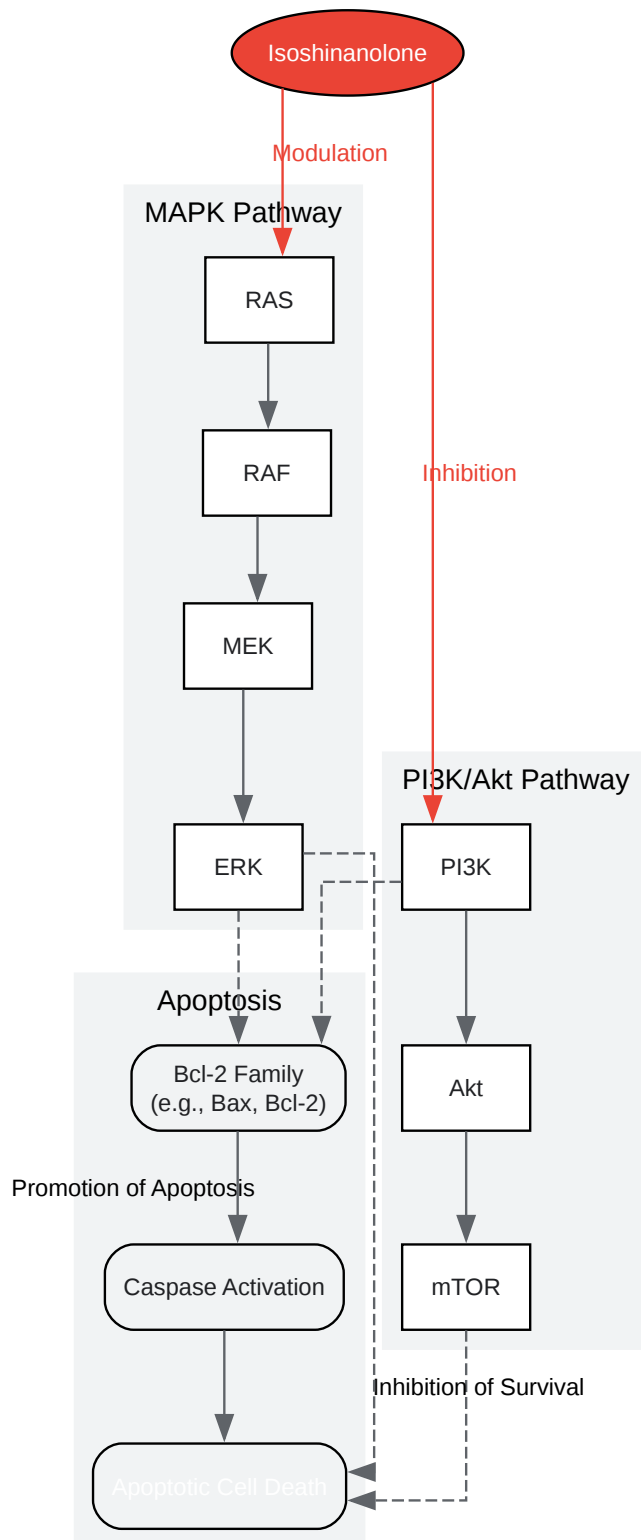 Isoshinanolone
Modulation
MAPK Pathway
RAS
RAF
Inhibition
MEK
PI3K/Akt Pathway
ERK
PI3K
Apoptosis
Bcl-2 Family
(e.g., Bax, Bcl-2)
Akt
Promotion of Apoptosis
Caspase Activation
mTOR
Inhibition of Survival
Apoptotic Cell Death